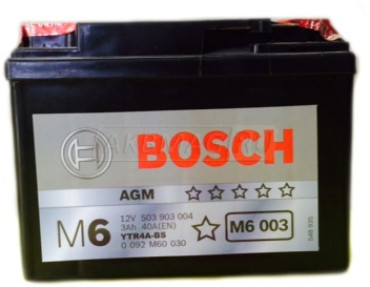 BOSCH
AGM
M6
12V 503 903 004
3Ah 40A(EN)
YTR4A-BS
0 092 M60 030
M6 003